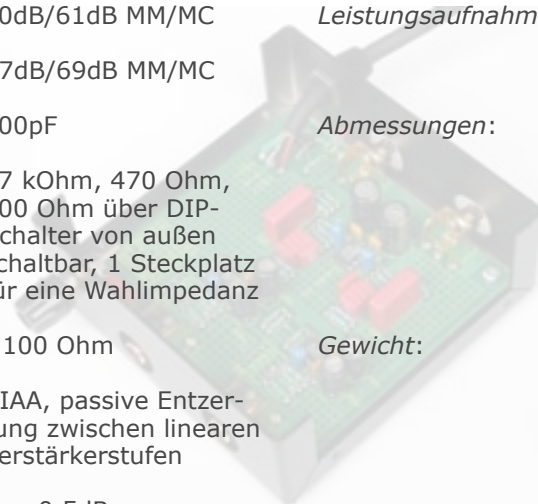 0dB/61dB MM/MC
7dB/69dB MM/MC
00pF
7 kOhm, 470 Ohm,
00 Ohm über DIP-
chalter von außen
chaltbar, 1 Steckplatz
ür eine Wahlimpedanz
100 Ohm
IAA, passive Entzer-
ung zwischen linearen
erstärkerstufen
Leistungsaufnahm
Abmessungen:
Gewicht: